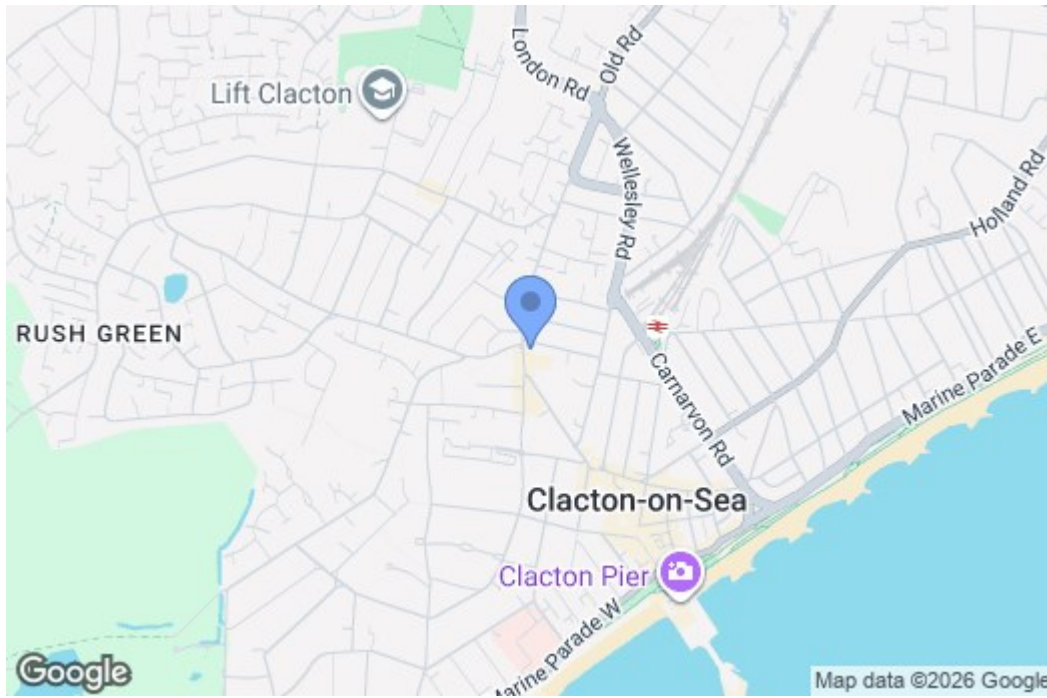 London Rd
Old Rd
Lift Clacton
Wellesley Rd
Holland Rd
RUSH GREEN
Carnarvon Rd
Marine Parade E
Clacton-on-Sea
Clacton Pier
Marine Parade W
Google
Map data ©2026 Google